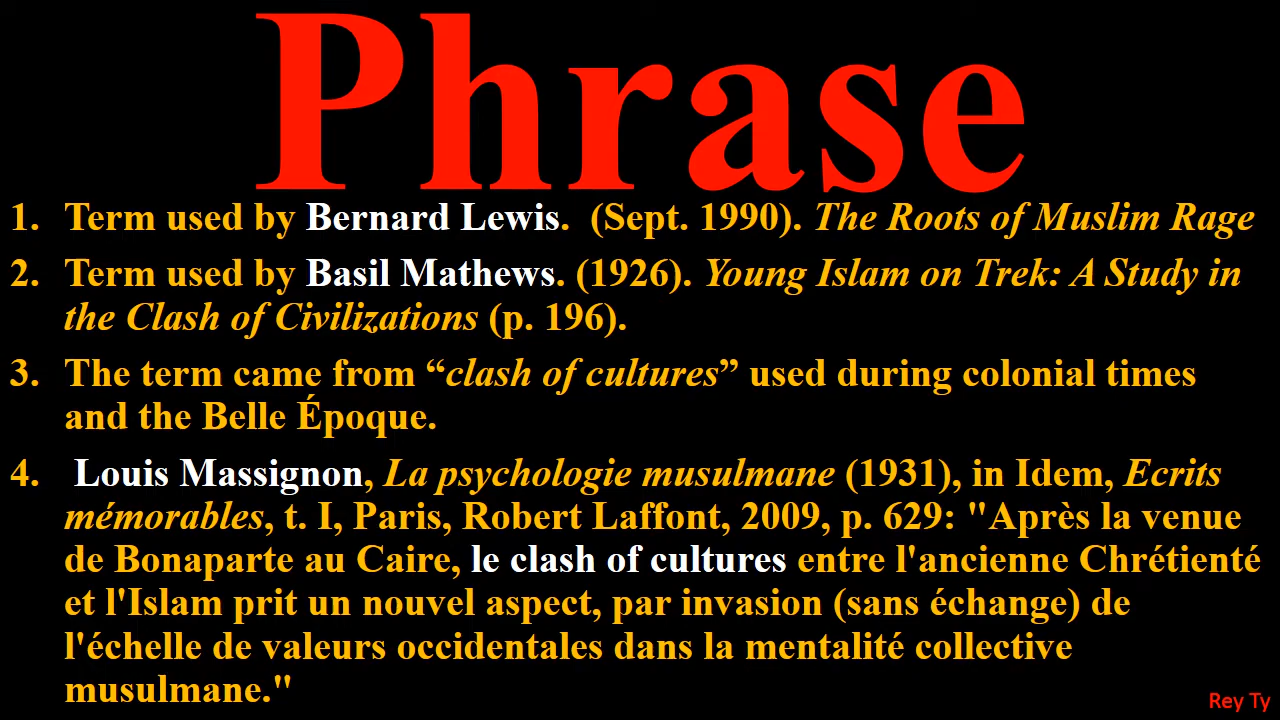 Phrase
1. Term used by Bernard Lewis.  (Sept. 1990). The Roots of Muslim Rage
2. Term used by Basil Mathews. (1926). Young Islam on Trek: A Study in
the Clash of Civilizations (p. 196).
3. The term came from “clash of cultures” used during colonial times
and the Belle Époque.
4. Louis Massignon, La psychologie musulmane (1931), in Idem, Ecrits
mémorables, t. I, Paris, Robert Laffont, 2009, p. 629: "Après la venue
de Bonaparte au Caire, le clash of cultures entre l'ancienne Chrétienté
et l'Islam prit un nouvel aspect, par invasion (sans échange) de
l'échelle de valeurs occidentales dans la mentalité collective
musulmane."
Rey Ty